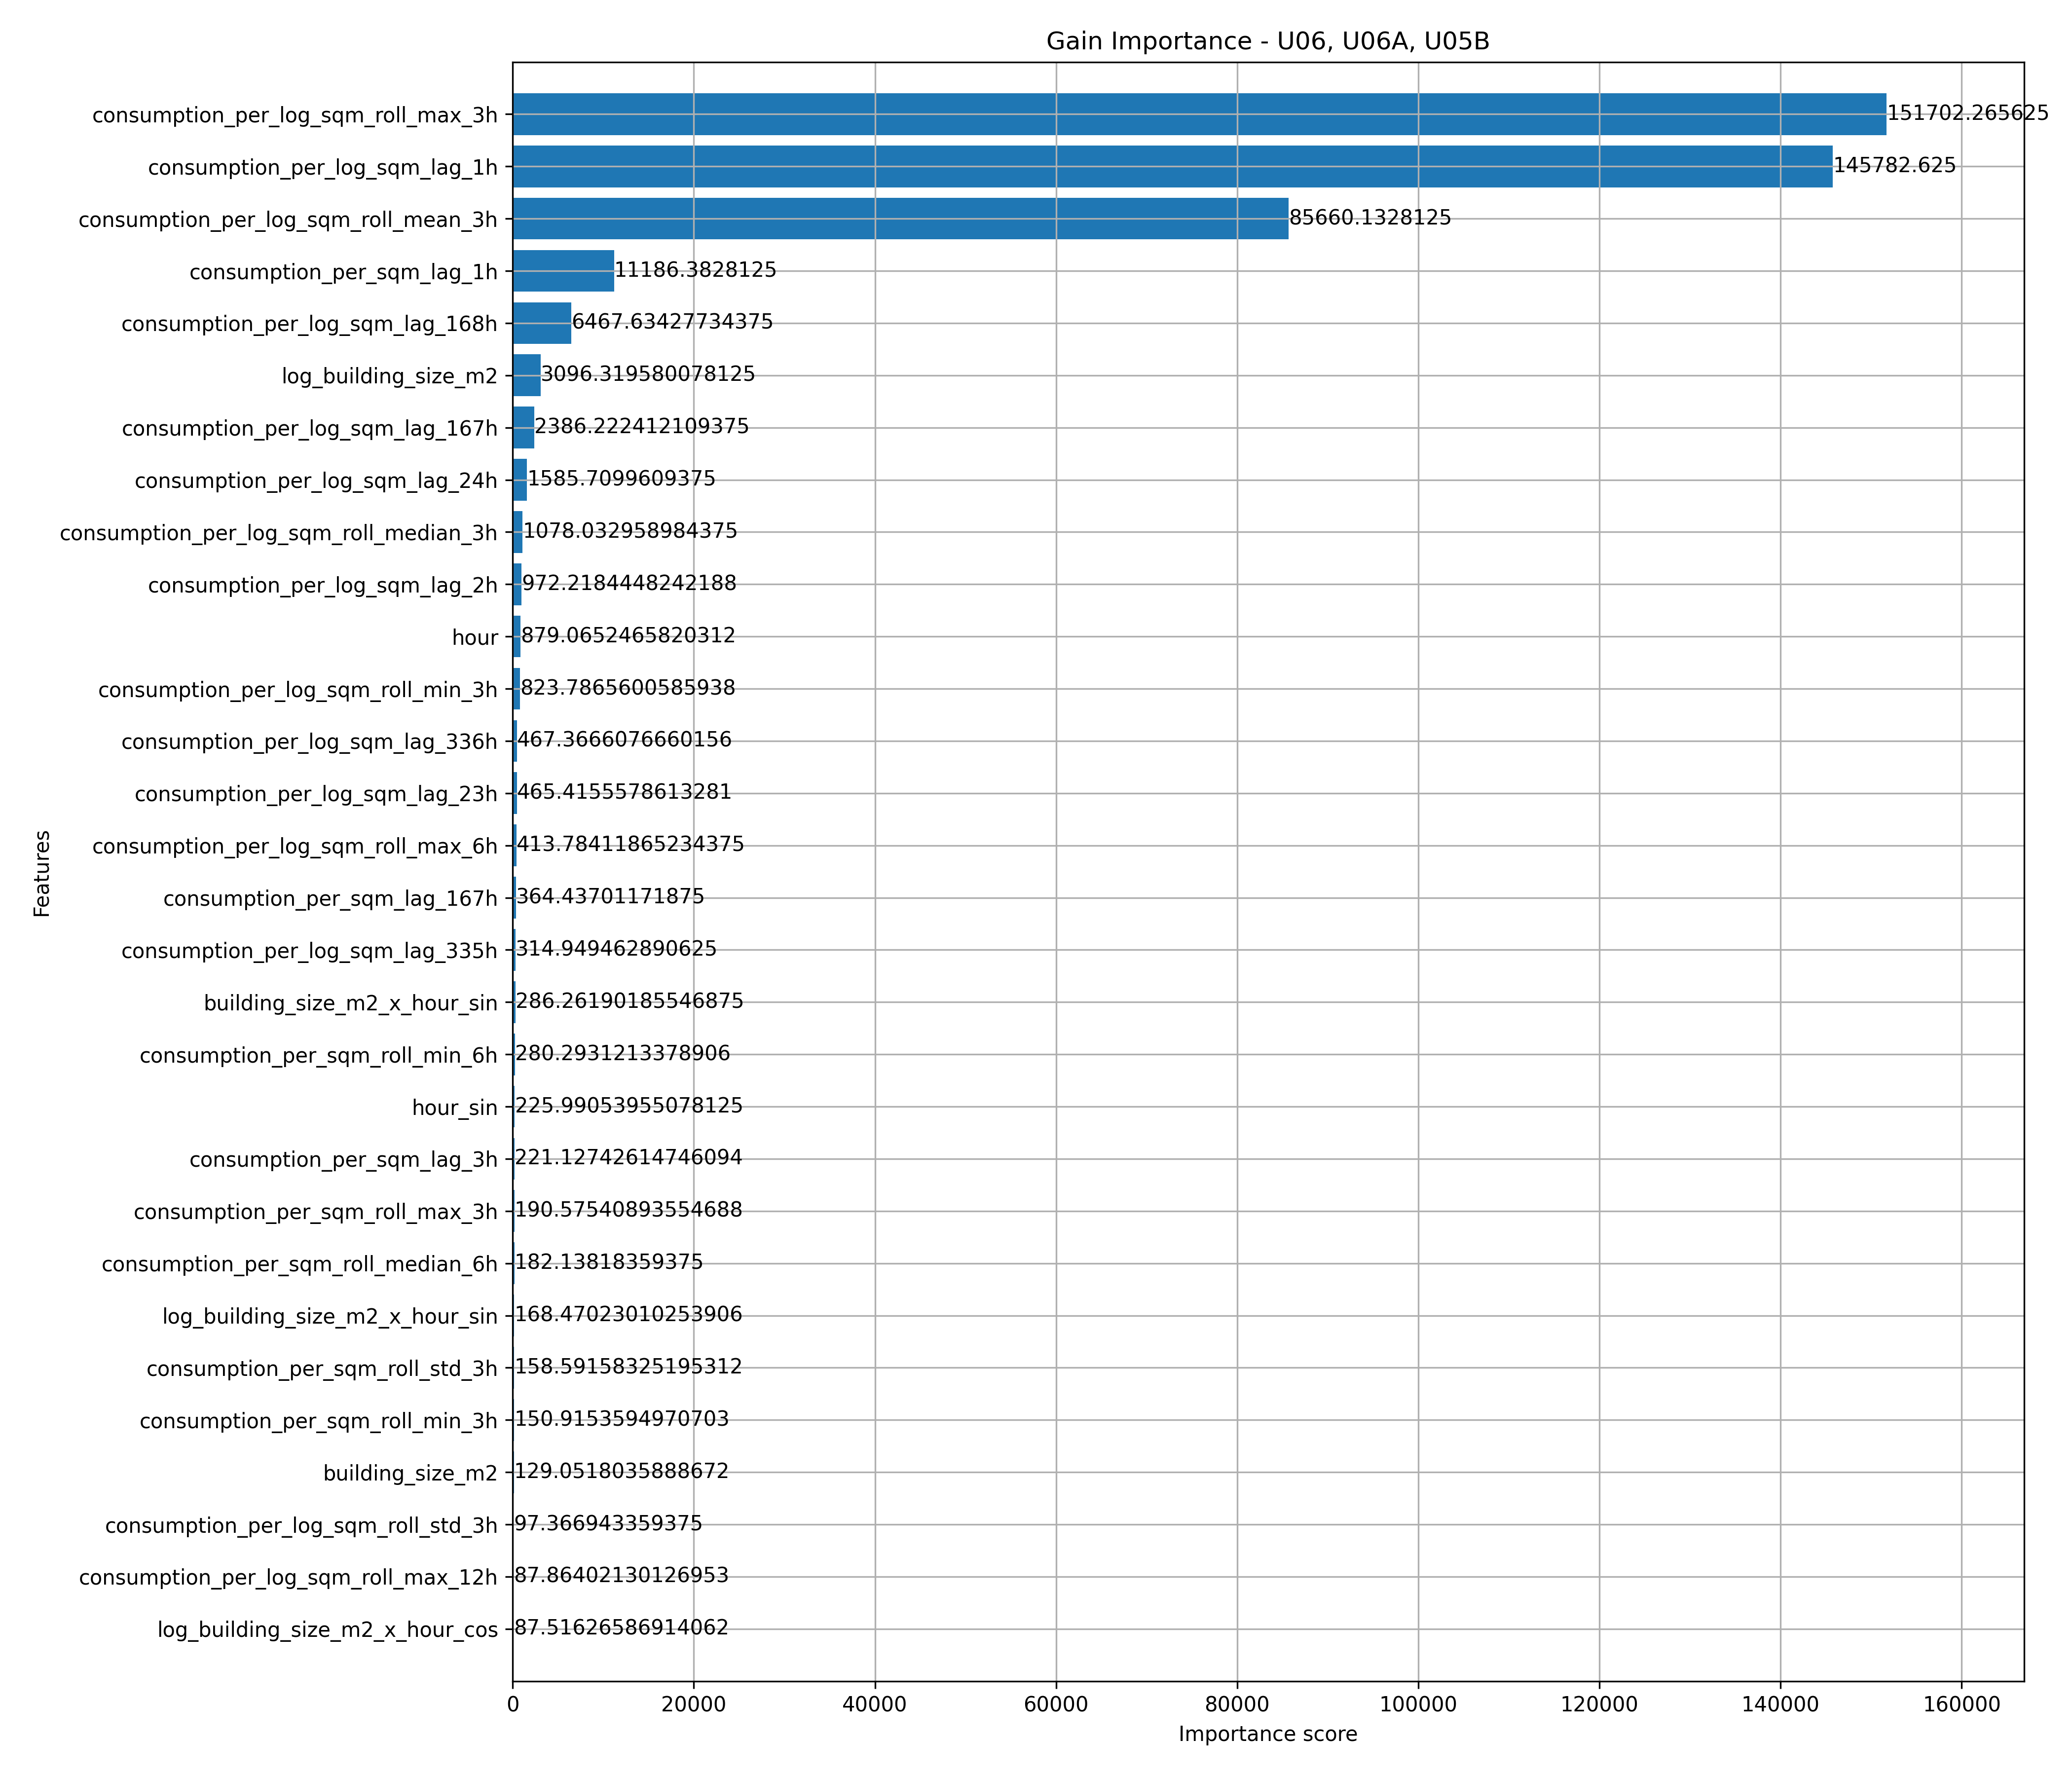 Gain Importance - U06, U06A, U05B
consumption_per_log_sqm_roll_max_3h 151702.265625
consumption_per_log_sqm_lag_1h 145782.625
consumption_per_log_sqm_roll_mean_3h 85660.1328125
consumption_per_sqm_lag_1h 11186.3828125
consumption_per_log_sqm_lag_168h 6467.63427734375
log_building_size_m2 3096.319580078125
consumption_per_log_sqm_lag_167h 2386.222412109375
consumption_per_log_sqm_lag_24h 1585.7099609375
consumption_per_log_sqm_roll_median_3h 1078.032958984375
consumption_per_log_sqm_lag_2h 972.2184448242188
hour 879.0652465820312
consumption_per_log_sqm_roll_min_3h 823.7865600585938
consumption_per_log_sqm_lag_336h 467.3666076660156
consumption_per_log_sqm_lag_23h 465.4155578613281
consumption_per_log_sqm_roll_max_6h 413.78411865234375
consumption_per_sqm_lag_167h 364.43701171875
consumption_per_log_sqm_lag_335h 314.949462890625
building_size_m2_x_hour_sin 286.26190185546875
consumption_per_sqm_roll_min_6h 280.2931213378906
hour_sin 225.99053955078125
consumption_per_sqm_lag_3h 221.12742614746094
consumption_per_sqm_roll_max_3h 190.57540893554688
consumption_per_sqm_roll_median_6h 182.13818359375
log_building_size_m2_x_hour_sin 168.47023010253906
consumption_per_sqm_roll_std_3h 158.59158325195312
consumption_per_sqm_roll_min_3h 150.9153594970703
building_size_m2 129.0518035888672
consumption_per_log_sqm_roll_std_3h 97.366943359375
consumption_per_log_sqm_roll_max_12h 87.86402130126953
log_building_size_m2_x_hour_cos 87.51626586914062
Features
0 20000 40000 60000 80000 100000 120000 140000 160000
Importance score